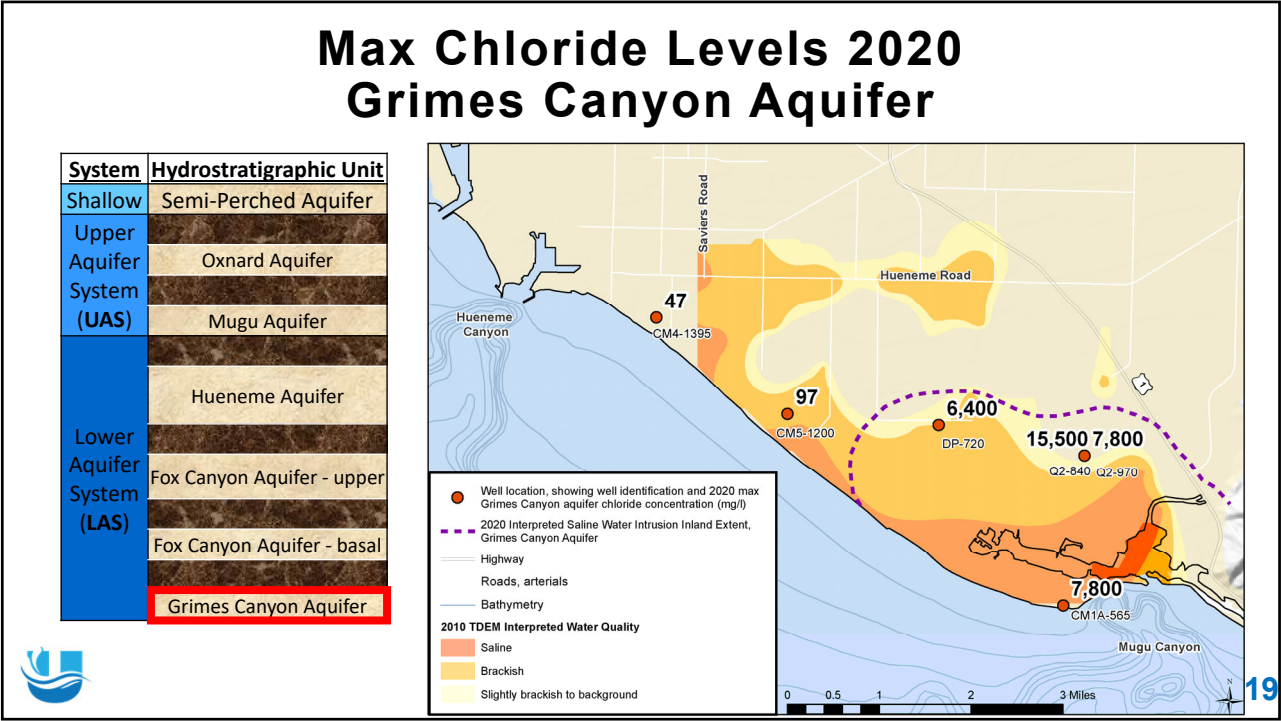 Max Chloride Levels 2020
Grimes Canyon Aquifer
System Hydrostratigraphic Unit
Shallow Semi-Perched Aquifer
Upper
Aquifer
System
(UAS)
Oxnard Aquifer
Mugu Aquifer
Lower
Aquifer
System
(LAS)
Hueneme Aquifer
Fox Canyon Aquifer - upper
Fox Canyon Aquifer - basal
Grimes Canyon Aquifer
Saviers Road
Hueneme Road
Hueneme
Canyon
47
CM4-1395
1
97
CM5-1200
6,400
DP-720
15,500 7,800
Q2-840 Q2-970
7,800
CM1A-565
Mugu Canyon
Well location, showing well identification and 2020 max
Grimes Canyon aquifer chloride concentration (mg/l)
2020 Interpreted Saline Water Intrusion Inland Extent,
Grimes Canyon Aquifer
Highway
Roads, arterials
Bathymetry
2010 TDEM Interpreted Water Quality
Saline
Brackish
Slightly brackish to background
0 0.5 1 2 3 Miles
N
19